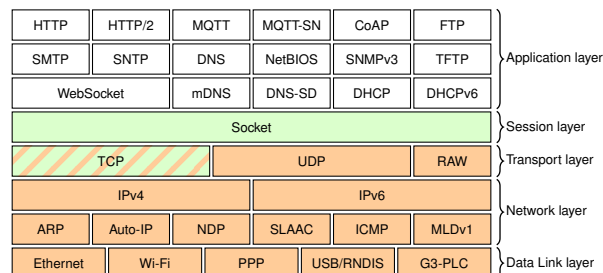 HTTP HTTP/2 MQTT MQTT-SN CoAP FTP
SMTP SNTP DNS NetBIOS SNMPv3 TFTP Application layer
WebSocket mDNS DNS-SD DHCP DHCPv6
Socket Session layer
TCP UDP RAW Transport layer
IPv4 IPv6
Network layer
ARP Auto-IP NDP SLAAC ICMP MLDv1
Ethernet Wi-Fi PPP USB/RNDIS G3-PLC Data Link layer